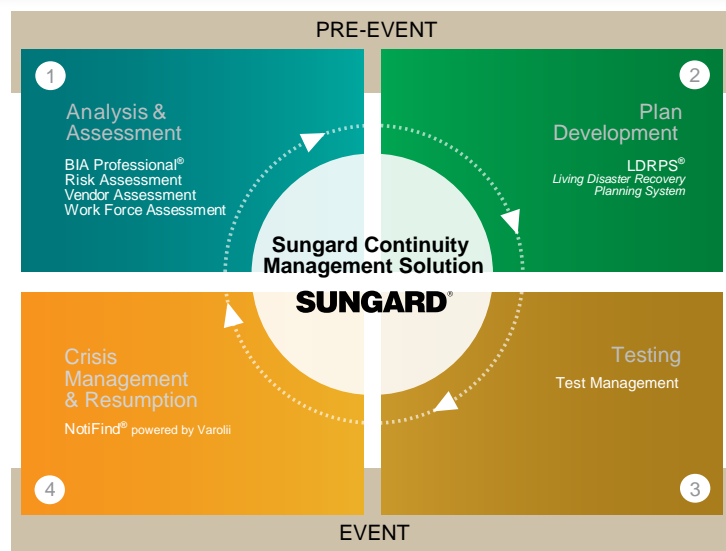 PRE-EVENT
1
Analysis &
Assessment
BIA Professional®
Risk Assessment
Vendor Assessment
Work Force Assessment
2
Plan
Development
LDRPS®
Living Disaster Recovery
Planning System
Sungard Continuity
Management Solution
SUNGARD®
Crisis
Management
& Resumption
NotiFind® powered by Varolii
4
Testing
Test Management
3
EVENT